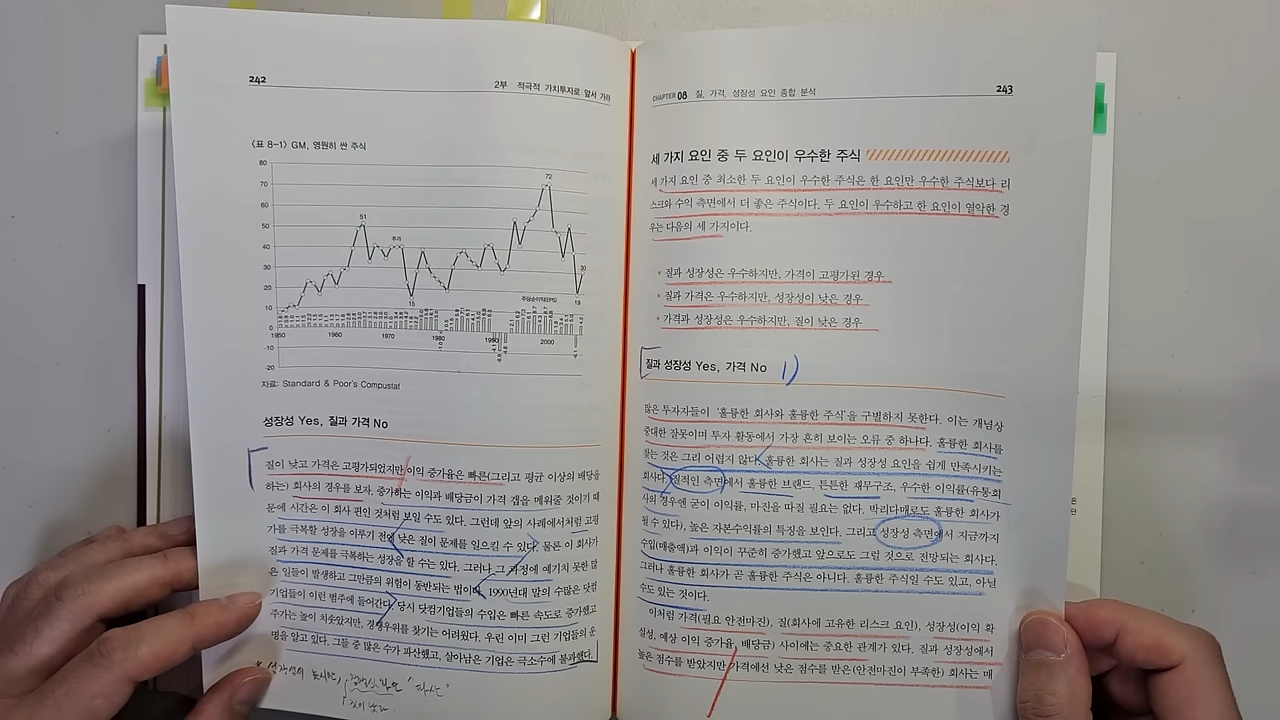 242
2부 적극적 가치투자로 앞서 가라
〈표 8-1〉 GM, 영원히 싼 주식
80
70
60
50
40
30
20
10
0
-10
-20
51
주가
15
72
30
19
주당순이익(EPS)
1950
1960
1970
1980
1990
2000
자료: Standard & Poor's Compustat
성장성 Yes, 질과 가격 No
질이 낮고 가격은 고평가되었지만 이익 증가율은 빠른(그리고 평균 이상의 배당을
하는) 회사의 경우를 보자. 증가하는 이익과 배당금이 가격 갭을 메워줄 것이기 때
문에 시간은 이 회사 편인 것처럼 보일 수도 있다. 그런데 앞의 사례에서처럼 고평
가를 극복할 성장을 이루기 전에 낮은 질이 문제를 일으킬 수 있다. 물론 이 회사가
질과 가격 문제를 극복하는 성장을 할 수는 있다. 그러나 그 과정에 예기치 못한 많
은 일들이 발생하고 그만큼의 위험이 동반되는 법이다. 1990년대 말의 수많은 닷컴
기업들이 이런 범주에 들어간다. 당시 닷컴기업들의 수입은 빠른 속도로 증가했고
주가는 높이 치솟았지만, 경쟁우위를 찾기는 어려웠다. 우린 이미 그런 기업들의 운
명을 알고 있다. 그들 중 많은 수가 파산했고, 살아남은 기업은 극소수에 불과했다.
"파산"
CHAPTER 08 질, 가격, 성장성 요인 종합 분석
243
세 가지 요인 중 두 요인이 우수한 주식
세 가지 요인 중 최소한 두 요인이 우수한 주식은 한 요인만 우수한 주식보다 리
스크와 수익 측면에서 더 좋은 주식이다. 두 요인이 우수하고 한 요인이 열악한 경
우는 다음의 세 가지이다.
• 질과 성장성은 우수하지만, 가격이 고평가된 경우
• 질과 가격은 우수하지만, 성장성이 낮은 경우
• 가격과 성장성은 우수하지만, 질이 낮은 경우
질과 성장성 Yes, 가격 No 1)
많은 투자자들이 '훌륭한 회사와 훌륭한 주식'을 구별하지 못한다. 이는 개념상
중대한 잘못이며 투자 활동에서 가장 흔히 보이는 오류 중 하나다. 훌륭한 회사를
찾는 것은 그리 어렵지 않다. 훌륭한 회사는 질과 성장성 요인을 쉽게 만족시키는
회사다. 질적인 측면에서 훌륭한 브랜드, 튼튼한 재무구조, 우수한 이익률(유통회
사의 경우엔 굳이 이익률, 마진을 따질 필요는 없다. 박리다매로도 훌륭한 회사가
될 수 있다), 높은 자본수익률의 특징을 보인다. 그리고 성장성 측면에서 지금까지
수입(매출액)과 이익이 꾸준히 증가했고 앞으로도 그럴 것으로 전망되는 회사다.
그러나 훌륭한 회사가 곧 훌륭한 주식은 아니다. 훌륭한 주식일 수도 있고, 아닐
수도 있는 것이다.
이처럼 가격(필요 안전마진), 질(회사에 고유한 리스크 요인), 성장성(이익 확
실성, 예상 이익 증가율, 배당금) 사이에는 중요한 관계가 있다. 질과 성장성에서
높은 점수를 받았지만 가격에선 낮은 점수를 받은(안전마진이 부족한) 회사는 매